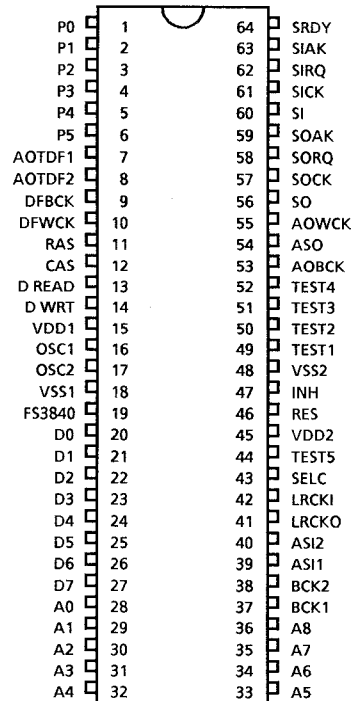 P0 1 64 SRDY
P1 2 63 SIAK
P2 3 62 SIRQ
P3 4 61 SICK
P4 5 60 SI
P5 6 59 SOAK
AOTDF1 7 58 SORQ
AOTDF2 8 57 SOCK
DFBCK 9 56 SO
DFWCK 10 55 AOWCK
RAS 11 54 ASO
CAS 12 53 AOBCK
D READ 13 52 TEST4
D WRT 14 51 TEST3
VDD1 15 50 TEST2
OSC1 16 49 TEST1
OSC2 17 48 VSS2
VSS1 18 47 INH
FS3840 19 46 RES
D0 20 45 VDD2
D1 21 44 TEST5
D2 22 43 SELC
D3 23 42 LRCKI
D4 24 41 LRCKO
D5 25 40 ASI2
D6 26 39 ASI1
D7 27 38 BCK2
A0 28 37 BCK1
A1 29 36 A8
A2 30 35 A7
A3 31 34 A6
A4 32 33 A5